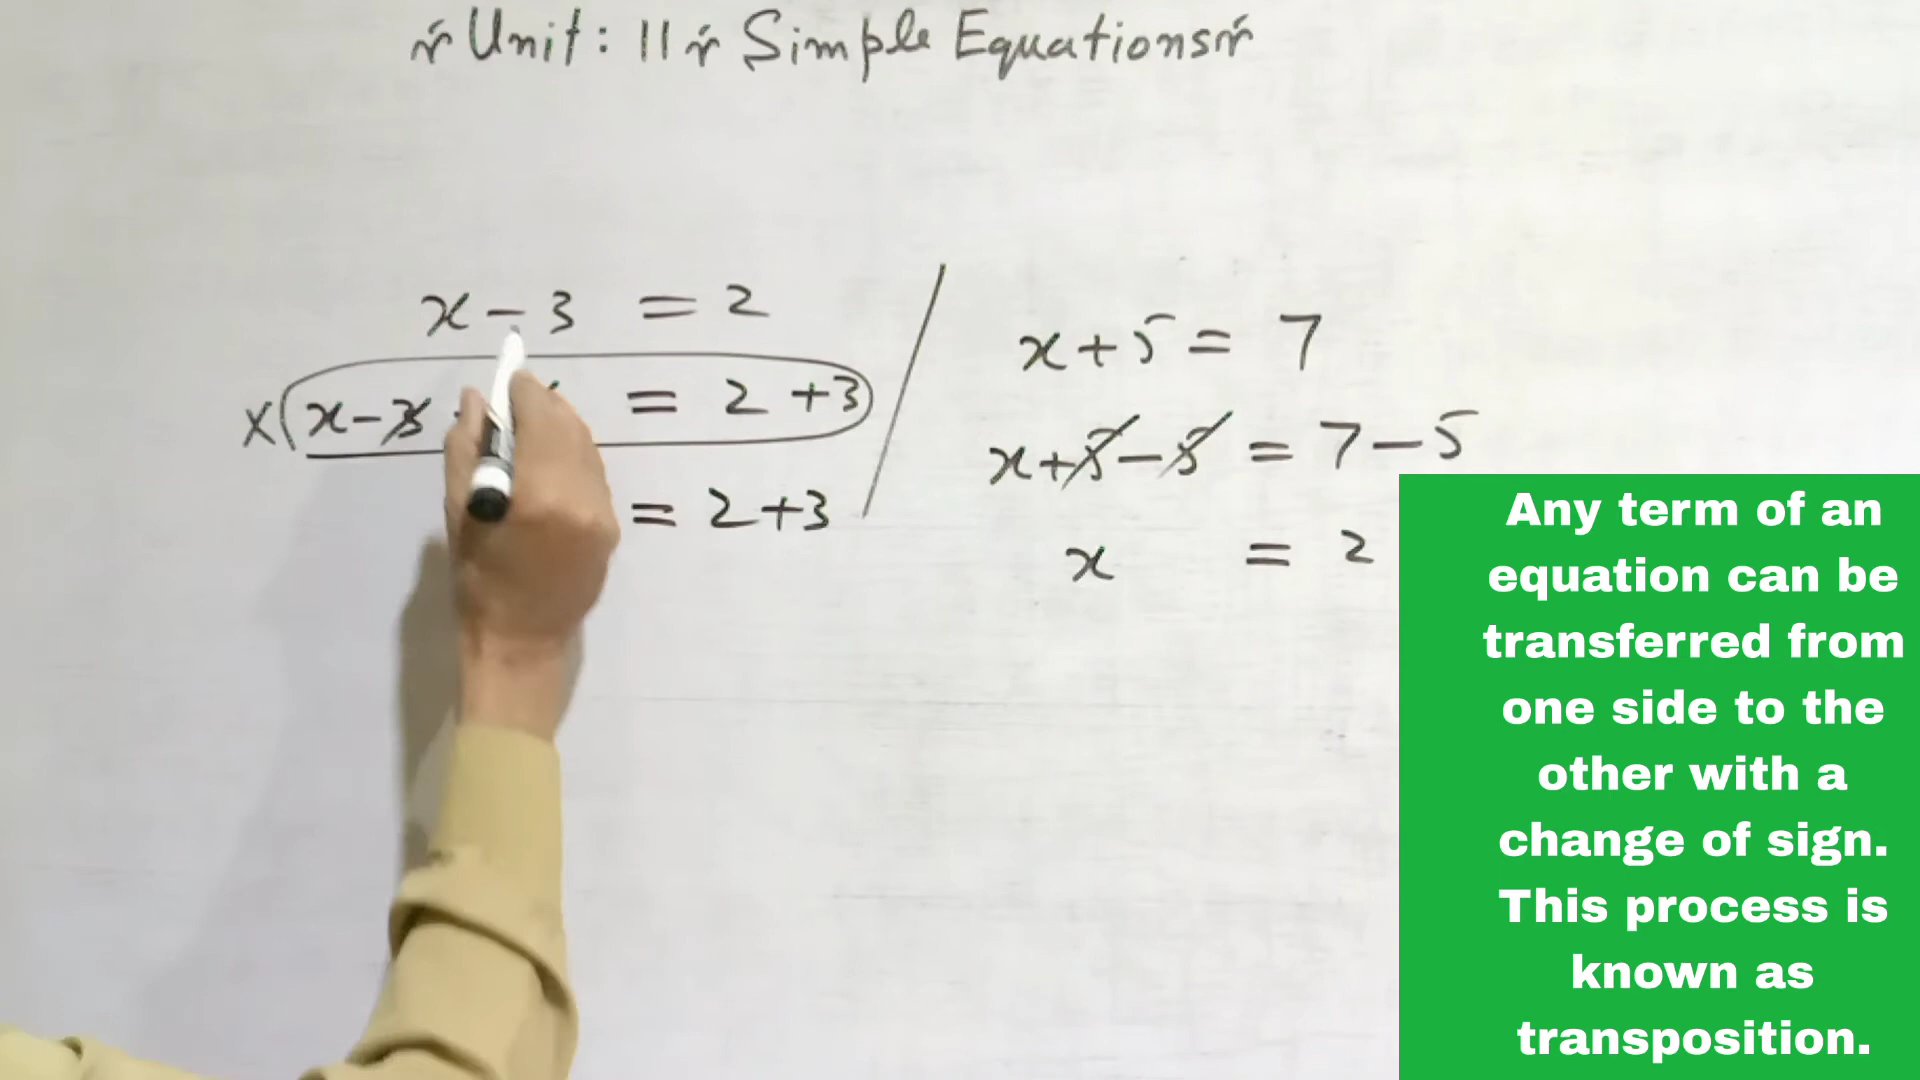 Unit: 11 Simple Equations
x - 3 = 2
x (x - 3 = 2 + 3)
= 2 + 3
x + 5 = 7
x + 5 - 5 = 7 - 5
x = 2
Any term of an
equation can be
transferred from
one side to the
other with a
change of sign.
This process is
known as
transposition.